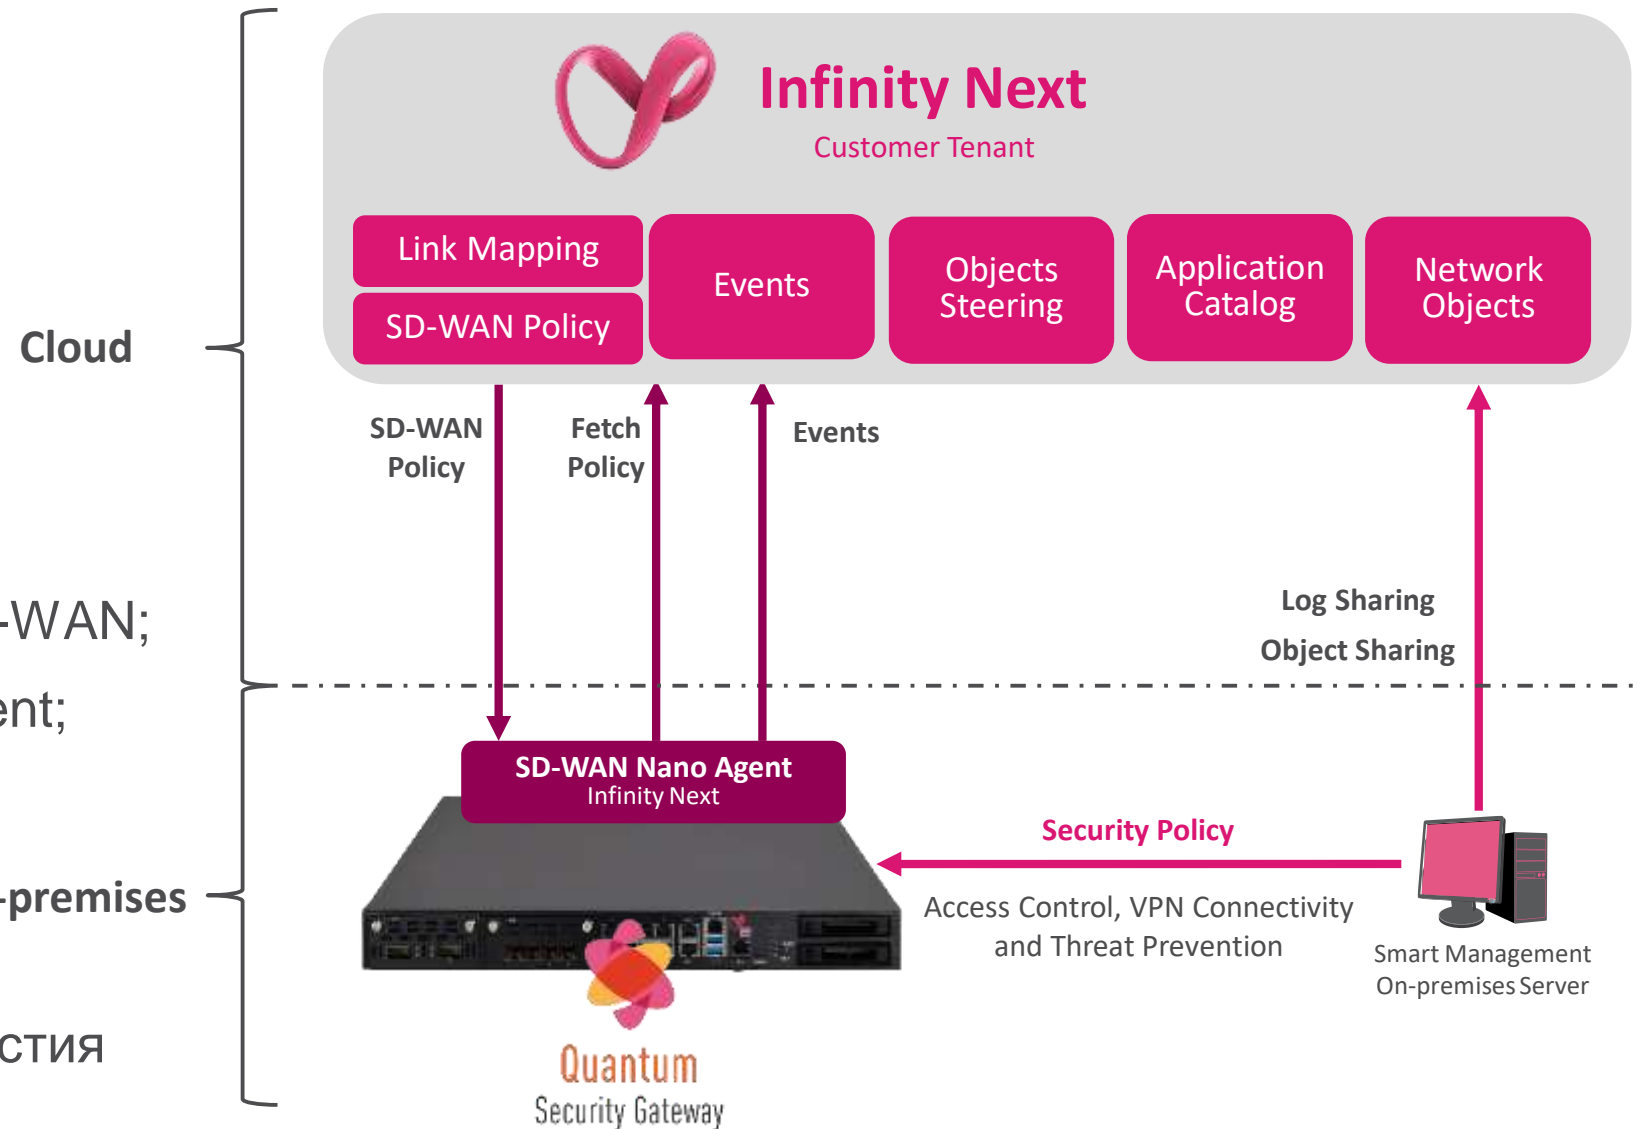 Infinity Next
Customer Tenant
Link Mapping
SD-WAN Policy
Events
Objects
Steering
Application
Catalog
Network
Objects
Cloud
SD-WAN
Policy
Fetch
Policy
Events
-WAN;
ent;
Log Sharing
Object Sharing
SD-WAN Nano Agent
Infinity Next
Security Policy
-premises
Access Control, VPN Connectivity
and Threat Prevention
Smart Management
On-premises Server
стия
Quantum
Security Gateway